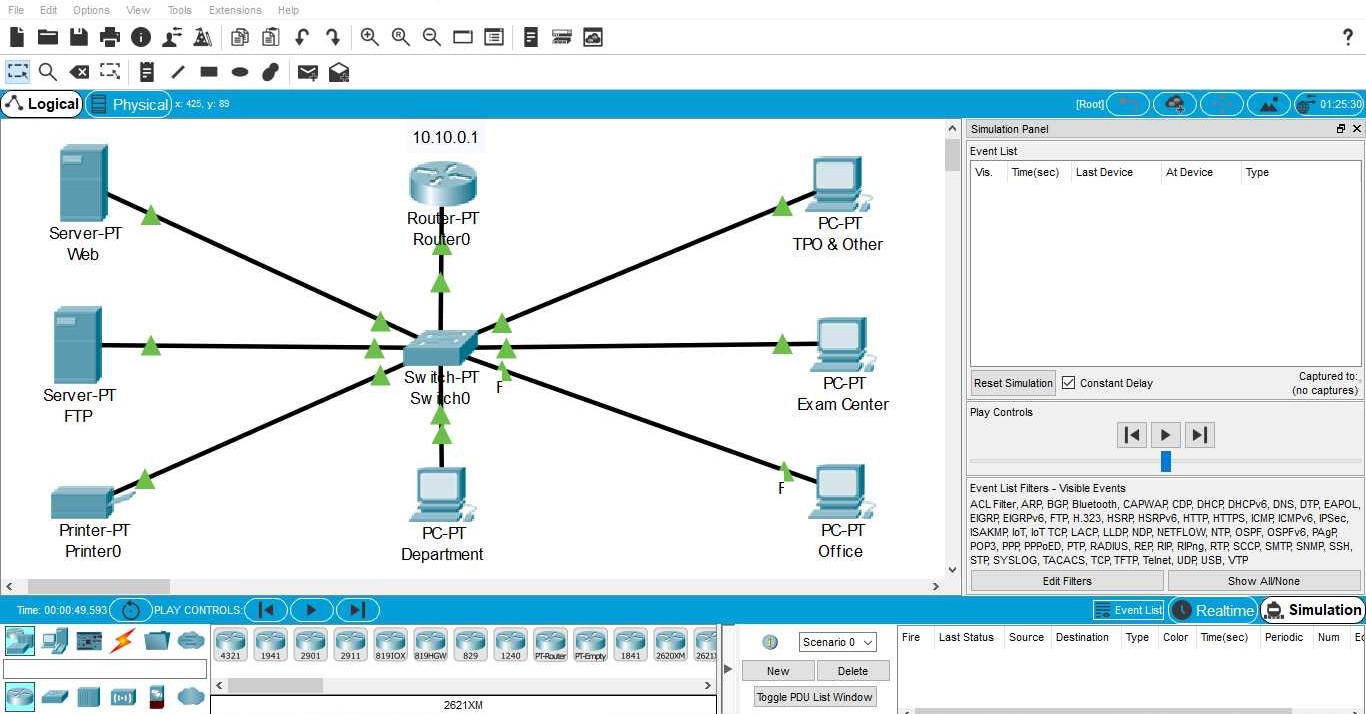 File Edit Options View Tools Extensions Help
?
Logical Physical x: 425, y: 89 [Root] 01:25:30
10.10.0.1
Router-PT
Router0
Server-PT
Web
PC-PT
TPO & Other
Server-PT
FTP
Switch-PT
Switch0
F
PC-PT
Exam Center
Printer-PT
Printer0
PC-PT
Department
F
PC-PT
Office
Simulation Panel
Event List
Vis. Time(sec) Last Device At Device Type
Reset Simulation Constant Delay Captured to:
(no captures)
Play Controls
Event List Filters - Visible Events
ACL Filter, ARP, BGP, Bluetooth, CAPWAP, CDP, DHCP, DHCPv6, DNS, DTP, EAPOL,
EIGRP, EIGRPv6, FTP, H.323, HSRP, HSRPv6, HTTP, HTTPS, ICMP, ICMPv6, IPSec,
ISAKMP, IoT, IoT TCP, LACP, LLDP, NDP, NETFLOW, NTP, OSPF, OSPFv6, PAgP,
POP3, PPP, PPPoED, PTP, RADIUS, REP, RIP, RIPng, RTP, SCCP, SMTP, SNMP, SSH,
STP, SYSLOG, TACACS, TCP, TFTP, Telnet, UDP, USB, VTP
Edit Filters Show All/None
Time: 00:00:49.593 PLAY CONTROLS: Event List Realtime Simulation
4321 1941 2901 2911 819IOX 819HGW 829 1240 PT-Router PT-Empty 1841 2620XM 2621
2621XM
Scenario 0
New Delete
Toggle PDU List Window
Fire Last Status Source Destination Type Color Time(sec) Periodic Num